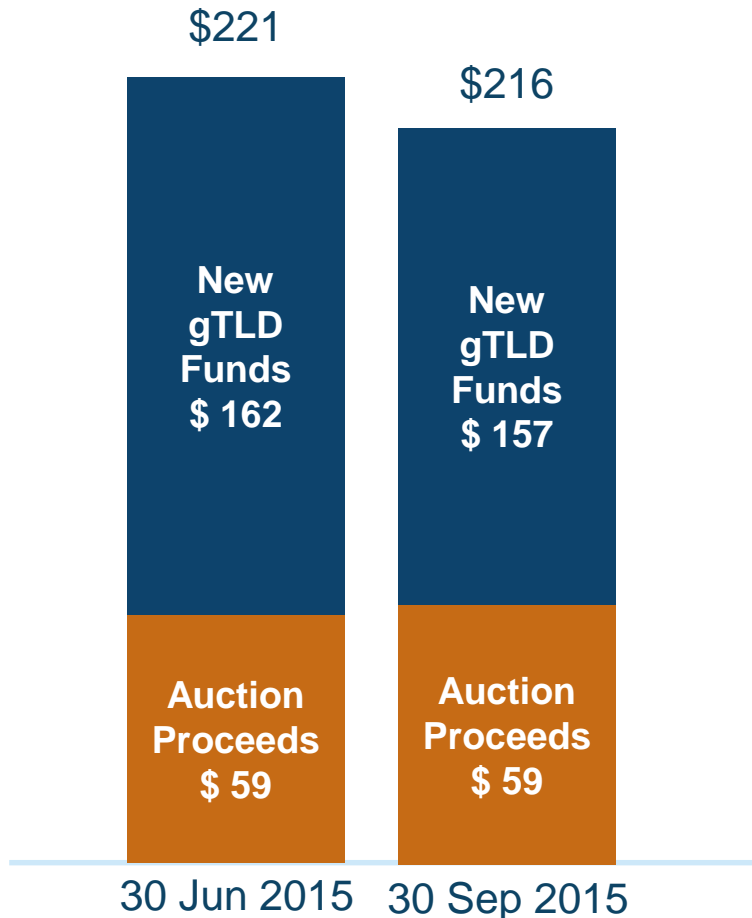 $221
$216
New
gTLD
Funds
$ 162
New
gTLD
Funds
$ 157
Auction
Proceeds
$ 59
Auction
Proceeds
$ 59
30 Jun 2015
30 Sep 2015